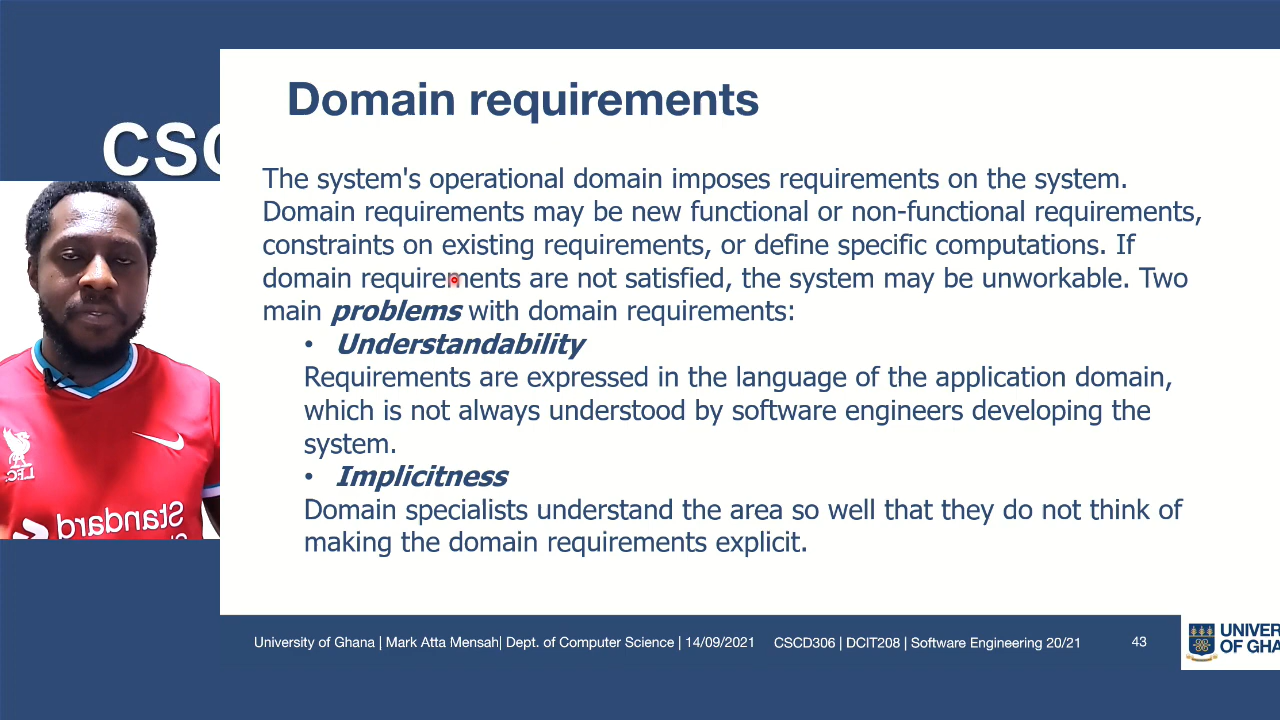 Domain requirements
CSC
The system's operational domain imposes requirements on the system.
Domain requirements may be new functional or non-functional requirements,
constraints on existing requirements, or define specific computations. If
domain requirements are not satisfied, the system may be unworkable. Two
main problems with domain requirements:
• Understandability
Requirements are expressed in the language of the application domain,
which is not always understood by software engineers developing the
system.
• Implicitness
Domain specialists understand the area so well that they do not think of
making the domain requirements explicit.
LFC
Standard
University of Ghana | Mark Atta Mensah| Dept. of Computer Science | 14/09/2021 CSCD306 | DCIT208 | Software Engineering 20/21 43
UNIVER
OF GHA